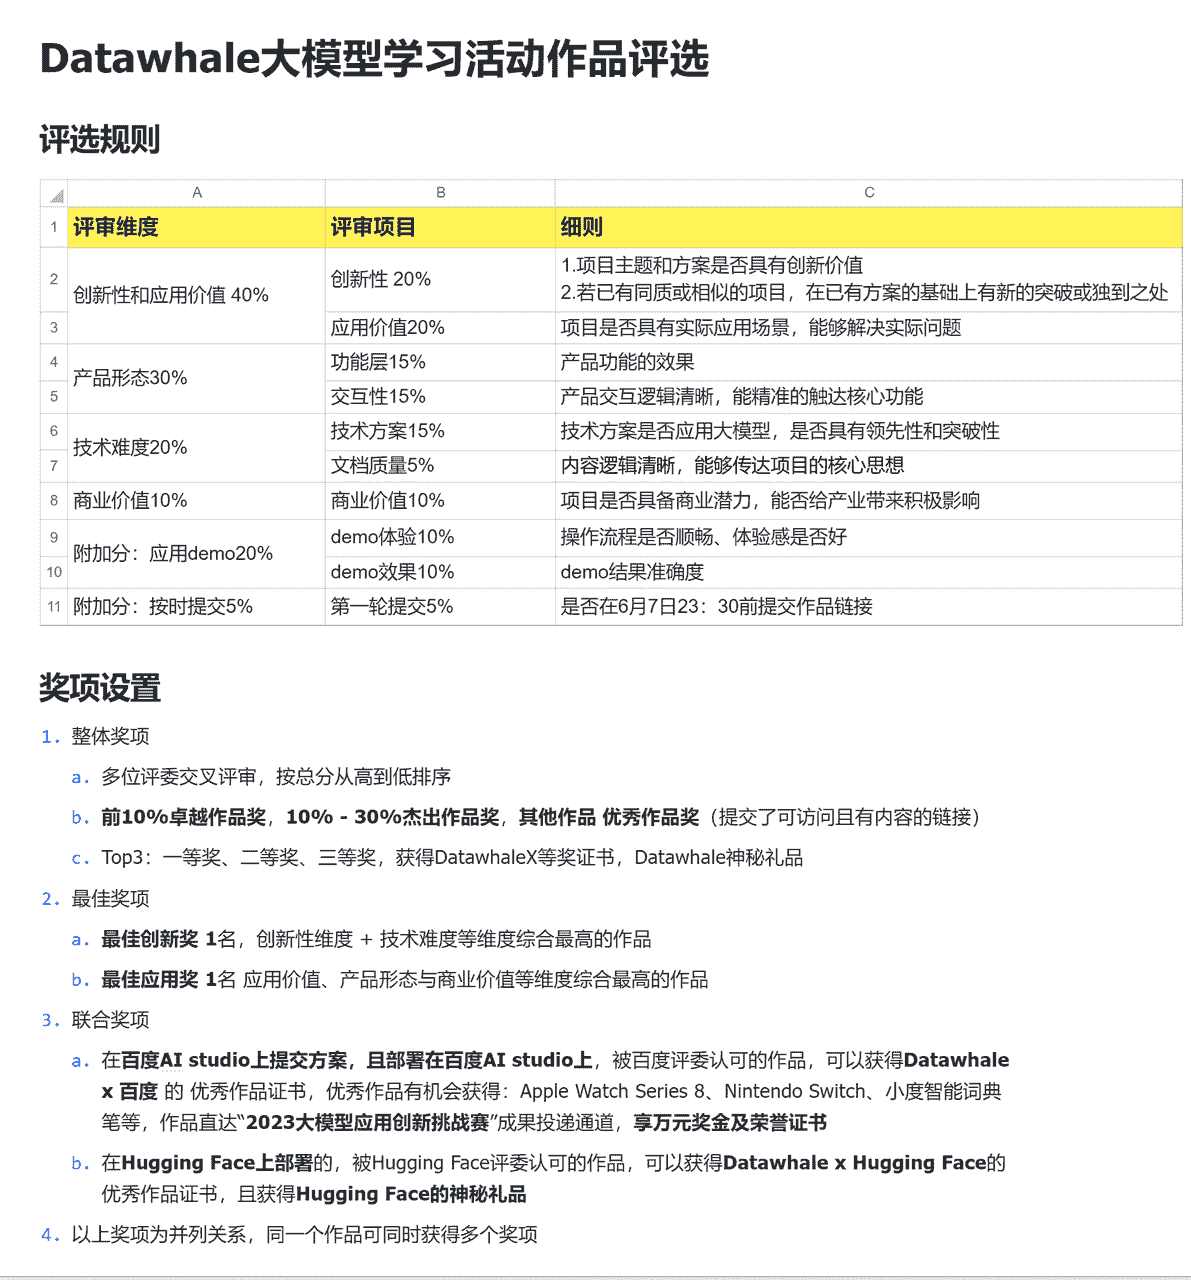 Datawhale大模型学习活动作品评选
评选规则
A B C
1 评审维度 评审项目 细则
2 创新性和应用价值 40% 创新性 20% 1.项目主题和方案是否具有创新价值
2.若已有同质或相似的项目，在已有方案的基础上有新的突破或独到之处
3 应用价值20% 项目是否具有实际应用场景，能够解决实际问题
4 产品形态30% 功能层15% 产品功能的效果
5 交互性15% 产品交互逻辑清晰，能精准的触达核心功能
6 技术难度20% 技术方案15% 技术方案是否应用大模型，是否具有领先性和突破性
7 文档质量5% 内容逻辑清晰，能够传达项目的核心思想
8 商业价值10% 商业价值10% 项目是否具备商业潜力，能否给产业带来积极影响
9 附加分：应用demo20% demo体验10% 操作流程是否顺畅、体验感是否好
10 demo效果10% demo结果准确度
11 附加分：按时提交5% 第一轮提交5% 是否在6月7日23：30前提交作品链接
奖项设置
1. 整体奖项
a. 多位评委交叉评审，按总分从高到低排序
b. 前10%卓越作品奖，10% - 30%杰出作品奖，其他作品 优秀作品奖（提交了可访问且有内容的链接）
c. Top3：一等奖、二等奖、三等奖，获得DatawhaleX等奖证书，Datawhale神秘礼品
2. 最佳奖项
a. 最佳创新奖 1名，创新性维度 + 技术难度等维度综合最高的作品
b. 最佳应用奖 1名 应用价值、产品形态与商业价值等维度综合最高的作品
3. 联合奖项
a. 在百度AI studio上提交方案，且部署在百度AI studio上，被百度评委认可的作品，可以获得Datawhale
x 百度 的 优秀作品证书，优秀作品有机会获得：Apple Watch Series 8、Nintendo Switch、小度智能词典
笔等，作品直达“2023大模型应用创新挑战赛”成果投递通道，享万元奖金及荣誉证书
b. 在Hugging Face上部署的，被Hugging Face评委认可的作品，可以获得Datawhale x Hugging Face的
优秀作品证书，且获得Hugging Face的神秘礼品
4. 以上奖项为并列关系，同一个作品可同时获得多个奖项